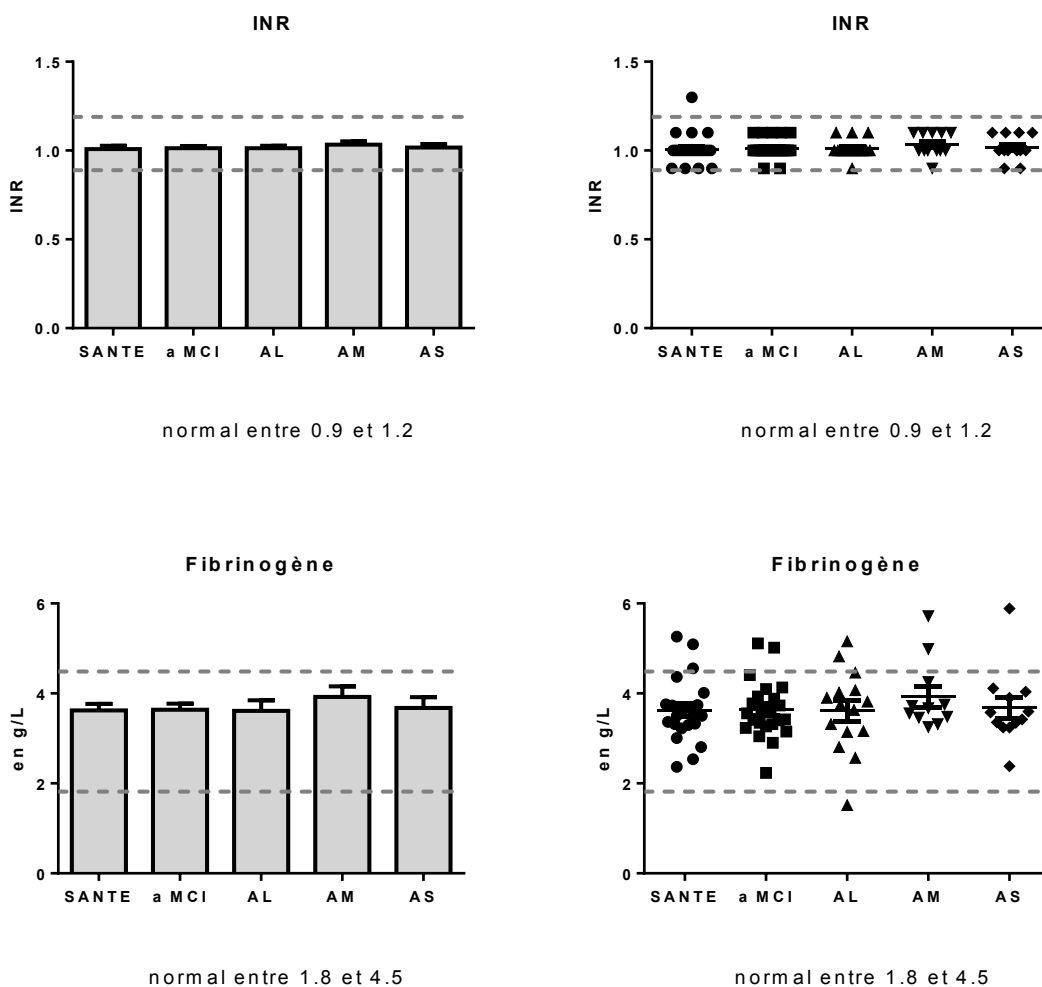 INR
1.5
1.0
0.5
0.0
INR
SANTE aMCI AL AM AS
normal entre 0.9 et 1.2
INR
1.5
1.0
0.5
0.0
INR
SANTE aMCI AL AM AS
normal entre 0.9 et 1.2
Fibrinogène
6
4
2
0
en g/L
SANTE a MCI AL AM AS
normal entre 1.8 et 4.5
Fibrinogène
6
4
2
0
en g/L
SANTE a MCI AL AM AS
normal entre 1.8 et 4.5